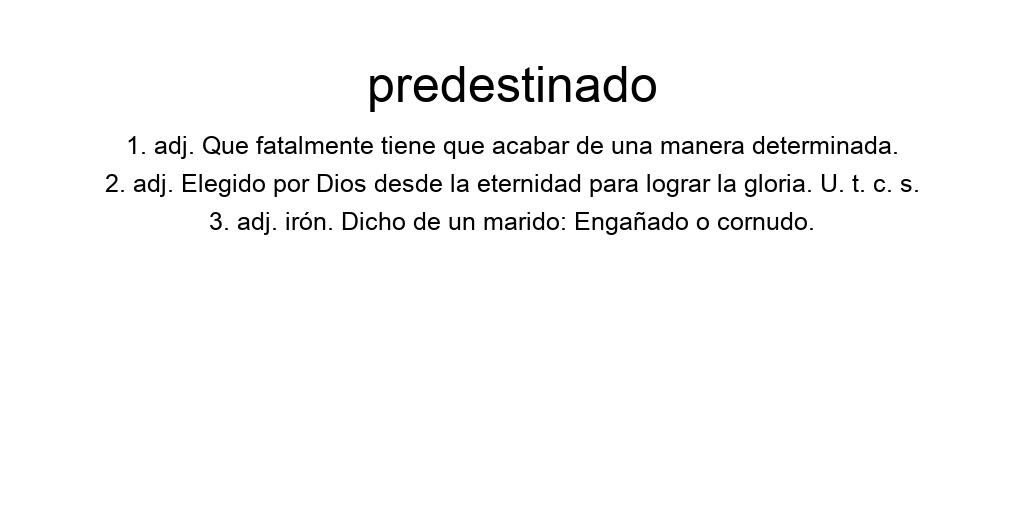 predestinado
1. adj. Que fatalmente tiene que acabar de una manera determinada.
2. adj. Elegido por Dios desde la eternidad para lograr la gloria. U. t. c. s.
3. adj. irón. Dicho de un marido: Engañado o cornudo.